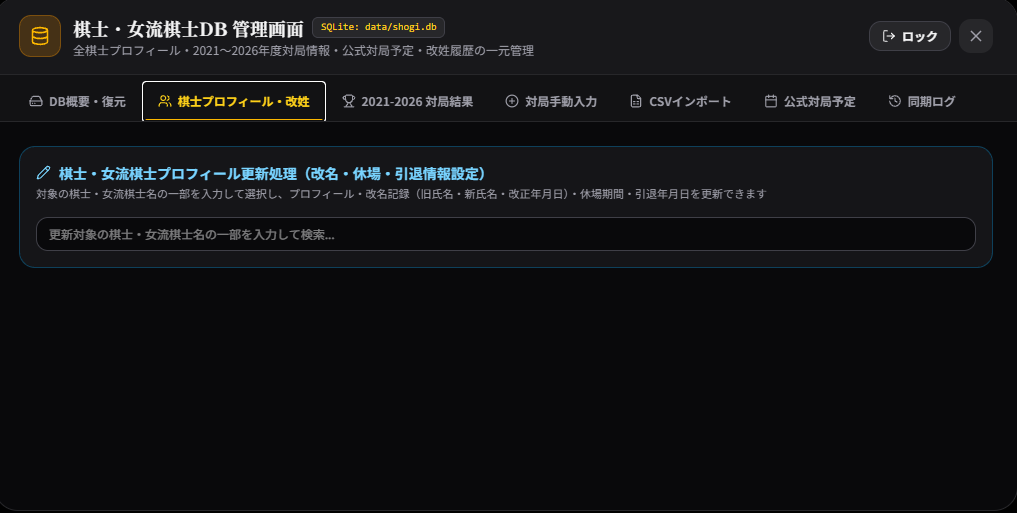 棋士・女流棋士DB 管理画面 SQLite: data/shogi.db
全棋士プロフィール・2021～2026年度対局情報・公式対局予定・改姓履歴の一元管理
ロック
DB概要・復元 棋士プロフィール・改姓 2021-2026 対局結果 対局手動入力 CSVインポート 公式対局予定 同期ログ
棋士・女流棋士プロフィール更新処理（改名・休場・引退情報設定）
対象の棋士・女流棋士名の一部を入力して選択し、プロフィール・改名記録（旧氏名・新氏名・改正年月日）・休場期間・引退年月日を更新できます
更新対象の棋士・女流棋士名の一部を入力して検索...